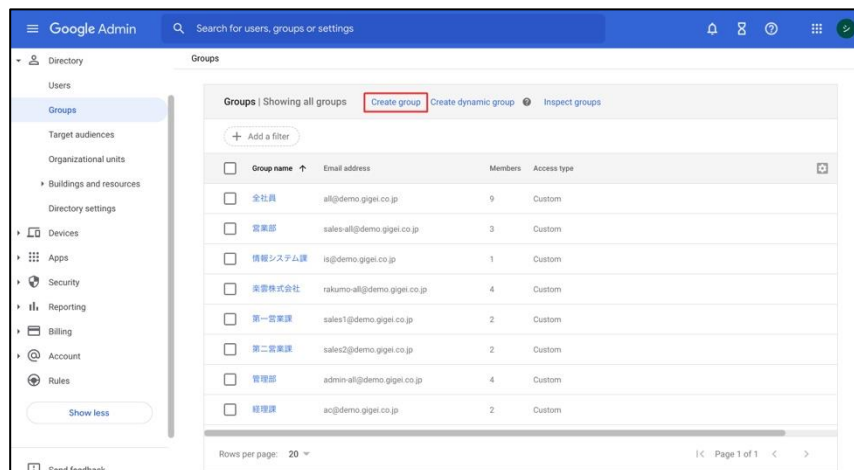 Google Admin
Search for users, groups or settings
シ
Directory
Users
Groups
Target audiences
Organizational units
Buildings and resources
Directory settings
Devices
Apps
Security
Reporting
Billing
Account
Rules
Show less
Send feedback
Groups
Groups | Showing all groups Create group Create dynamic group Inspect groups
Add a filter
Group name Email address Members Access type
全社員 all@demo.gigei.co.jp 9 Custom
営業部 sales-all@demo.gigei.co.jp 3 Custom
情報システム課 is@demo.gigei.co.jp 1 Custom
楽雲株式会社 rakumo-all@demo.gigei.co.jp 4 Custom
第一営業課 sales1@demo.gigei.co.jp 2 Custom
第二営業課 sales2@demo.gigei.co.jp 2 Custom
管理部 admin-all@demo.gigei.co.jp 4 Custom
経理課 ac@demo.gigei.co.jp 2 Custom
Rows per page: 20 Page 1 of 1